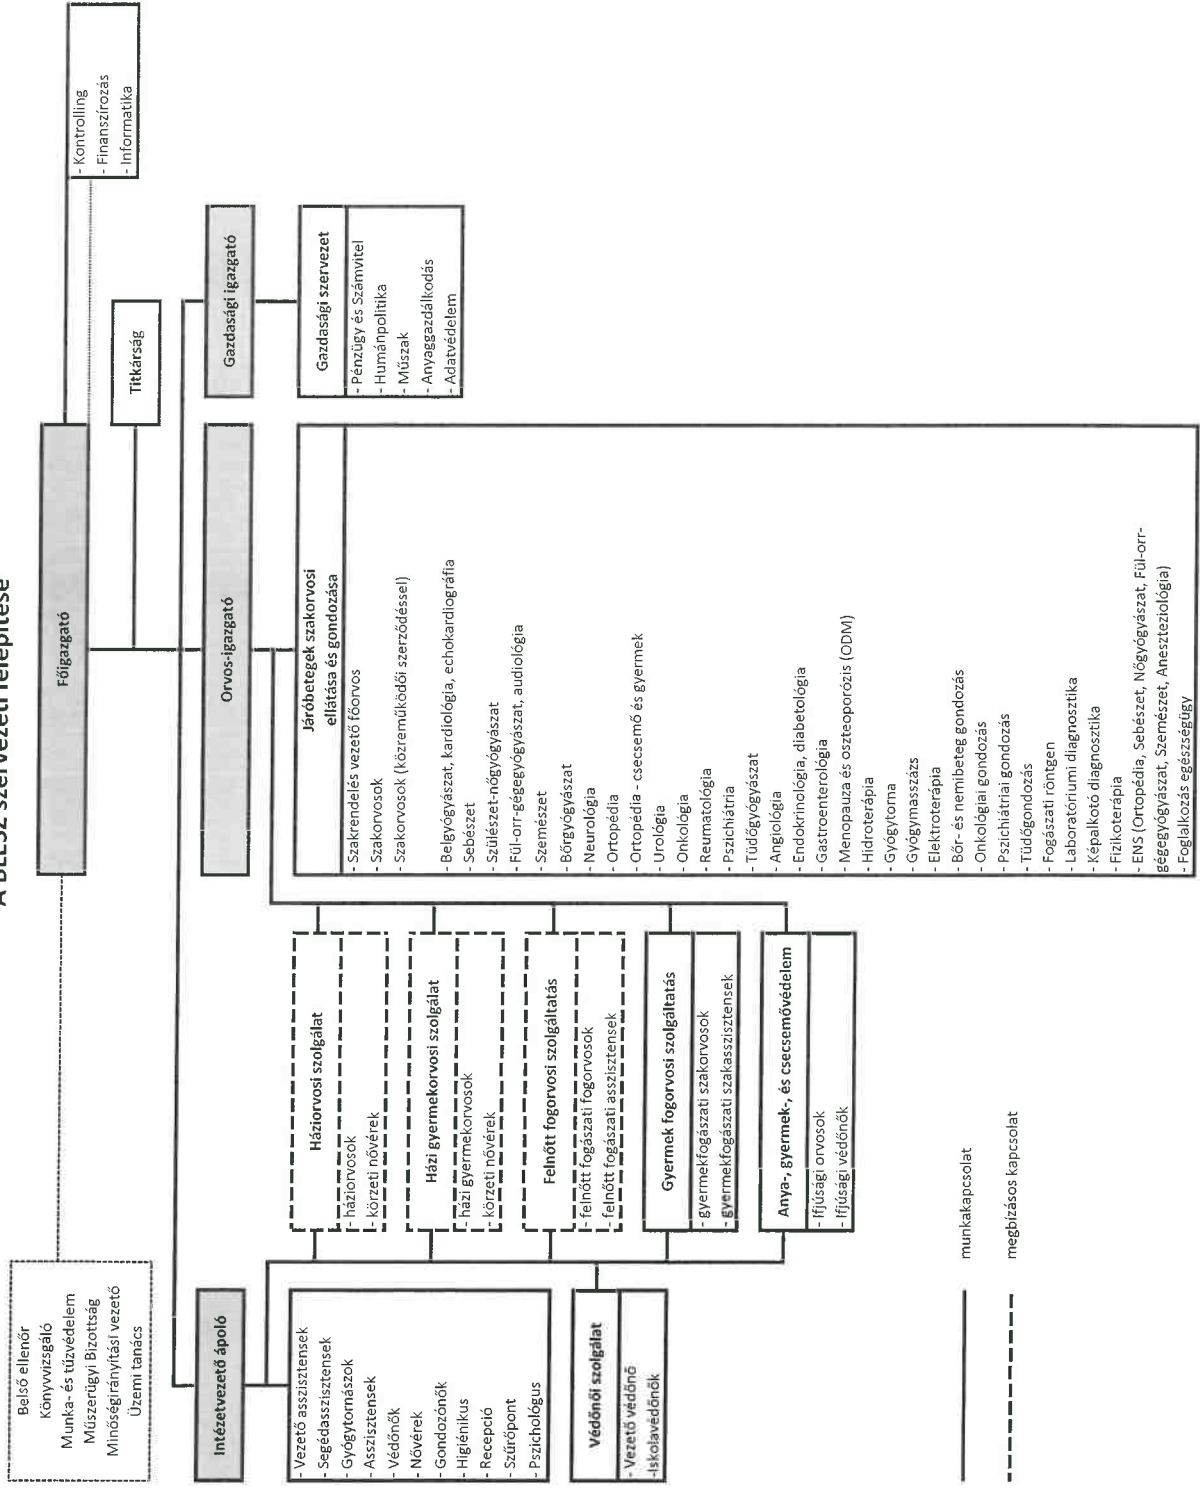 A BLESZ szervezeti felépítése
Belső ellenőr
Könyvvizsgáló
Munka- és tűzvédelem
Műszerügyi Bizottság
Minőségirányítási vezető
Üzemi tanács
Főigazgató
- Kontrolling
- Finanszírozás
- Informatika
Titkárság
Intézetvezető ápoló
Orvos-igazgató
Gazdasági igazgató
- Vezető asszisztensek
- Segédasszisztensek
- Gyógytornászok
- Asszisztensek
- Védőnők
- Nővérek
- Gondozónők
- Higiénikus
- Recepció
- Szűrőpont
- Pszichológus
Védőnői szolgálat
- Vezető védőnő
-Iskolavédőnők
Háziorvosi szolgálat
- háziorvosok
- körzeti nővérek
Házi gyermekorvosi szolgálat
- házi gyermekorvosok
- körzeti nővérek
Felnőtt fogorvosi szolgáltatás
- felnőtt fogászati fogorvosok
- felnőtt fogászati asszisztensek
Gyermek fogorvosi szolgáltatás
- gyermekfogászati szakorvosok
- gyermekfogászati szakasszisztensek
Anya-, gyermek-, és csecsemővédelem
- Ifjúsági orvosok
- Ifjúsági védőnők
Járóbetegek szakorvosi
ellátása és gondozása
- Szakrendelés vezető főorvos
- Szakorvosok
- Szakorvosok (közreműködői szerződéssel)
- Belgyógyászat, kardiológia, echokardiográfia
- Sebészet
- Szülészet-nőgyógyászat
- Fül-orr-gégegyógyászat, audiológia
- Szemészet
- Bőrgyógyászat
- Neurológia
- Ortopédia
- Ortopédia - csecsemő és gyermek
- Urológia
- Onkológia
- Reumatológia
- Pszichiátria
- Tüdőgyógyászat
- Angiológia
- Endokrinológia, diabetológia
- Gastroenterológia
- Menopauza és oszteoporózis (ODM)
- Hidroterápia
- Gyógytorna
- Gyógymasszázs
- Elektroterápia
- Bőr- és nemibeteg gondozás
- Onkológiai gondozás
- Pszichiátriai gondozás
- Tüdőgondozás
- Fogászati röntgen
- Laboratóriumi diagnosztika
- Képalkotó diagnosztika
- Fizikoterápia
- ENS (Ortopédia, Sebészet, Nőgyógyászat, Fül-orr-
gégegyógyászat, Szemészet, Aneszteziológia)
- Foglalkozás egészségügy
Gazdasági szervezet
- Pénzügy és Számvitel
- Humánpolitika
- Műszak
- Anyaggazdálkodás
- Adatvédelem
munkakapcsolat
megbízásos kapcsolat